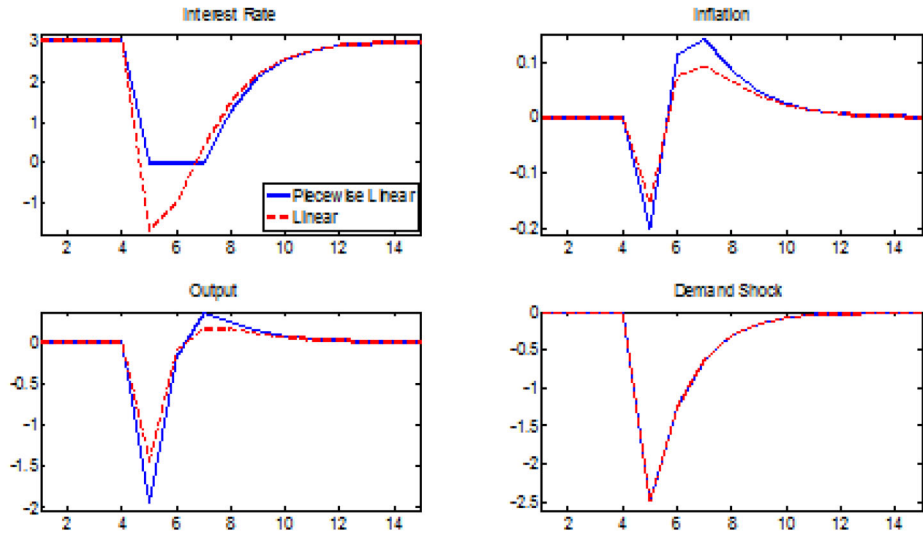 Interest Rate
3
2
1
0
-1
2 4 6 8 10 12 14
Piecewise Linear
Linear
Inflation
0.1
0
-0.1
-0.2
2 4 6 8 10 12 14
Output
0
-0.5
-1
-1.5
-2
2 4 6 8 10 12 14
Demand Shock
0
-0.5
-1
-1.5
-2
-2.5
2 4 6 8 10 12 14